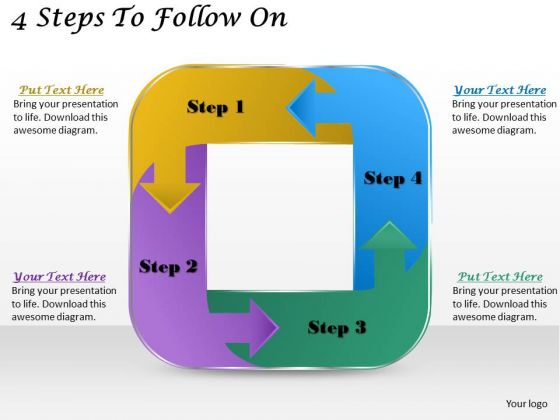 4 Steps To Follow On
Put Text Here
Bring your presentation
to life. Download this
awesome diagram.
Your Text Here
Bring your presentation
to life. Download this
awesome diagram.
Step 1
Step 4
Step 2
Step 3
Your Text Here
Bring your presentation
to life. Download this
awesome diagram.
Put Text Here
Bring your presentation
to life. Download this
awesome diagram.
Your logo